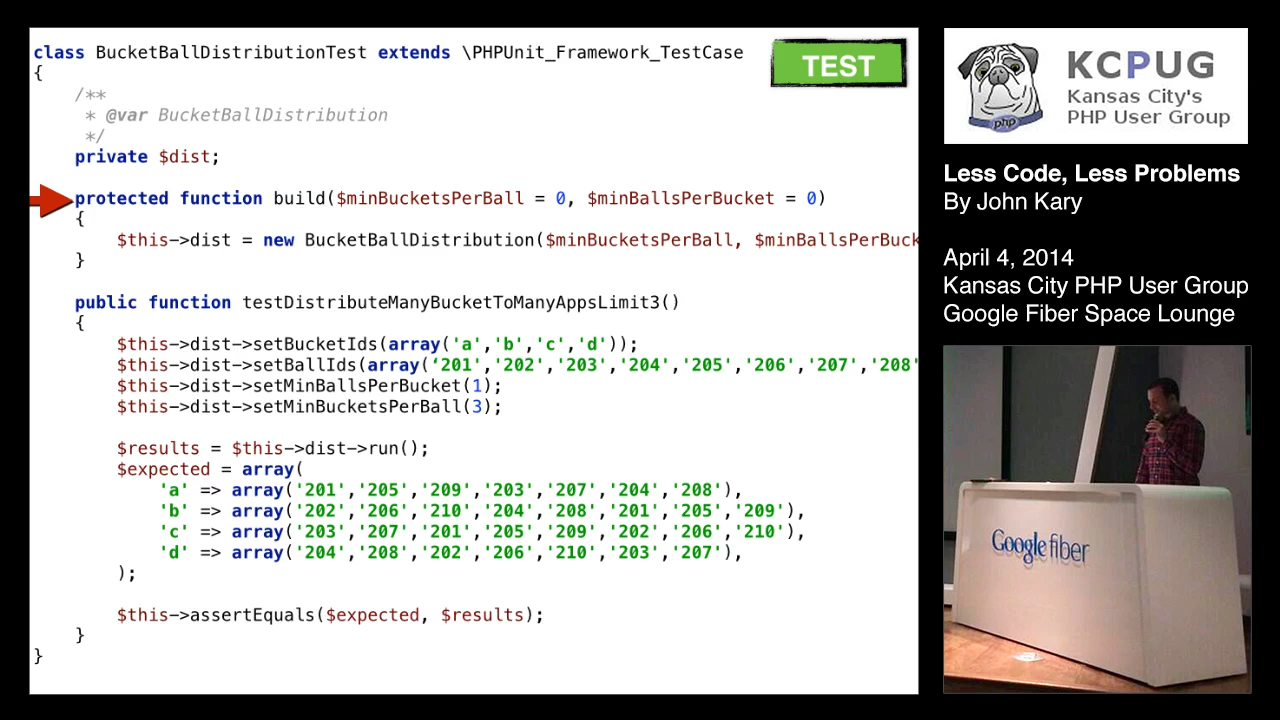 class BucketBallDistributionTest extends \PHPUnit_Framework_TestCase
{
/**
* @var BucketBallDistribution
*/
private $dist;
protected function build($minBucketsPerBall = 0, $minBallsPerBucket = 0)
{
$this->dist = new BucketBallDistribution($minBucketsPerBall, $minBallsPerBuck
}
public function testDistributeManyBucketToManyAppsLimit3()
{
$this->dist->setBucketIds(array('a','b','c','d'));
$this->dist->setBallIds(array(‘201','202','203','204','205','206','207','208'
$this->dist->setMinBallsPerBucket(1);
$this->dist->setMinBucketsPerBall(3);
$results = $this->dist->run();
$expected = array(
'a' => array('201','205','209','203','207','204','208'),
'b' => array('202','206','210','204','208','201','205','209'),
'c' => array('203','207','201','205','209','202','206','210'),
'd' => array('204','208','202','206','210','203','207'),
);
$this->assertEquals($expected, $results);
}
}
TEST
KCPUG
Kansas City's
PHP User Group
php
Less Code, Less Problems
By John Kary
April 4, 2014
Kansas City PHP User Group
Google Fiber Space Lounge
Google fiber